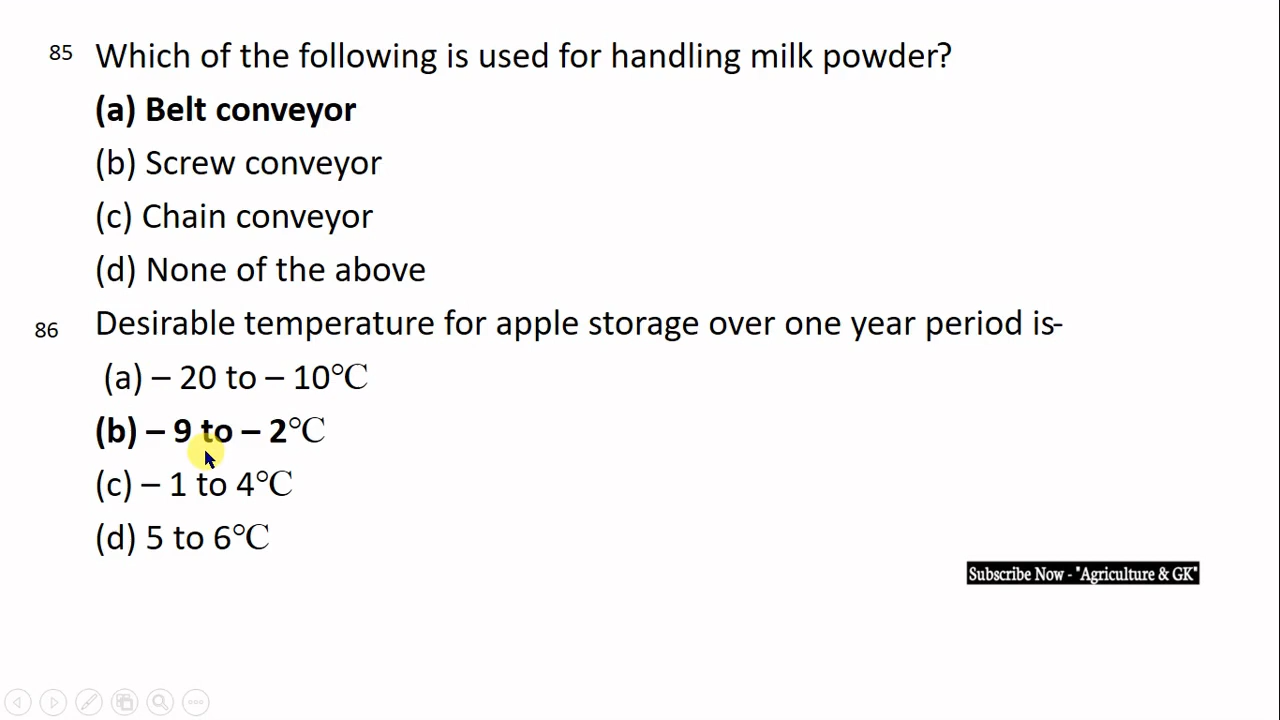 85 Which of the following is used for handling milk powder?
(a) Belt conveyor
(b) Screw conveyor
(c) Chain conveyor
(d) None of the above
86 Desirable temperature for apple storage over one year period is-
(a) – 20 to – 10℃
(b) – 9 to – 2℃
(c) – 1 to 4℃
(d) 5 to 6℃
Subscribe Now - "Agriculture & GK"